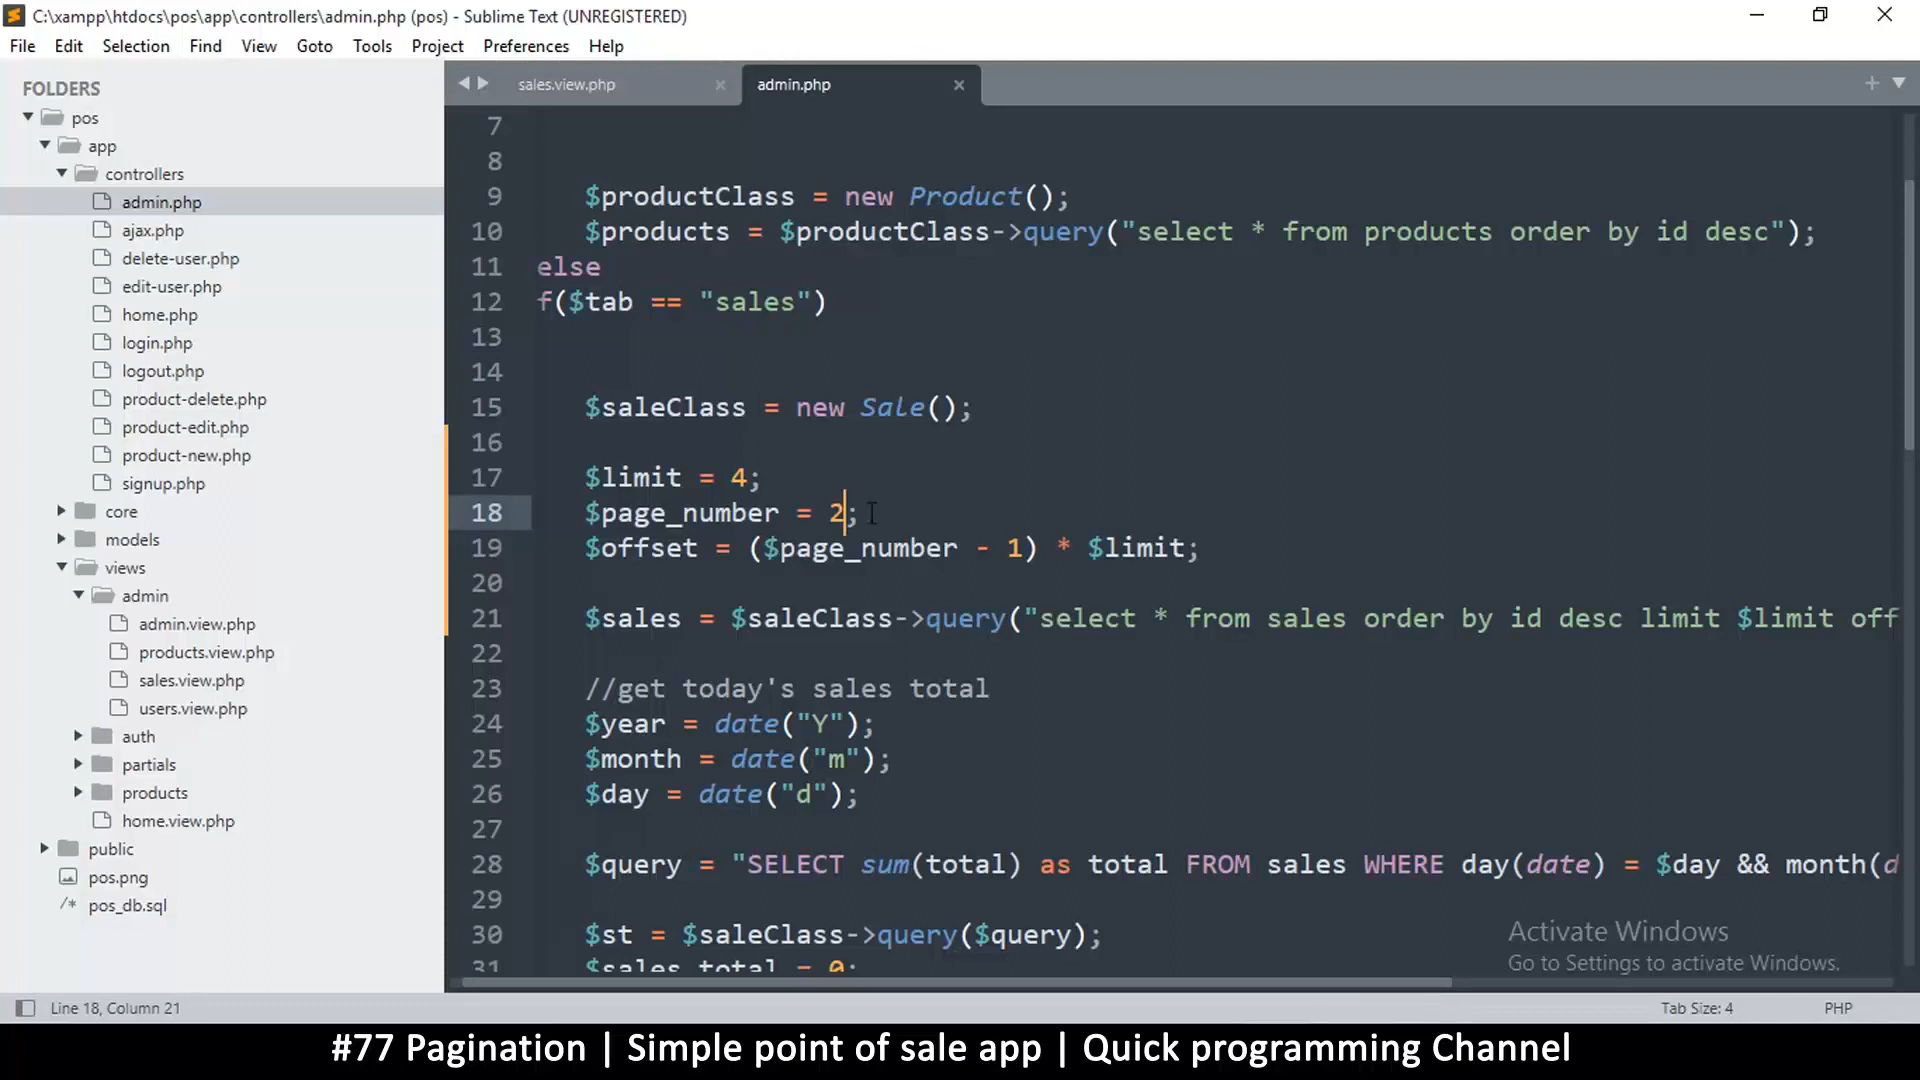 C:\xampp\htdocs\pos\app\controllers\admin.php (pos) - Sublime Text (UNREGISTERED)
File Edit Selection Find View Goto Tools Project Preferences Help
FOLDERS
pos
app
controllers
admin.php
ajax.php
delete-user.php
edit-user.php
home.php
login.php
logout.php
product-delete.php
product-edit.php
product-new.php
signup.php
core
models
views
admin
admin.view.php
products.view.php
sales.view.php
users.view.php
auth
partials
products
home.view.php
public
pos.png
/* pos_db.sql
sales.view.php
admin.php
7
8
9 $productClass = new Product();
10 $products = $productClass->query("select * from products order by id desc");
11 else
12 f($tab == "sales")
13
14
15 $saleClass = new Sale();
16
17 $limit = 4;
18 $page_number = 2;
19 $offset = ($page_number - 1) * $limit;
20
21 $sales = $saleClass->query("select * from sales order by id desc limit $limit off
22
23 //get today's sales total
24 $year = date("Y");
25 $month = date("m");
26 $day = date("d");
27
28 $query = "SELECT sum(total) as total FROM sales WHERE day(date) = $day && month(d
29
30 $st = $saleClass->query($query);
31 $sales_total = 0;
Activate Windows
Go to Settings to activate Windows.
Line 18, Column 21
Tab Size: 4
PHP
#77 Pagination | Simple point of sale app | Quick programming Channel